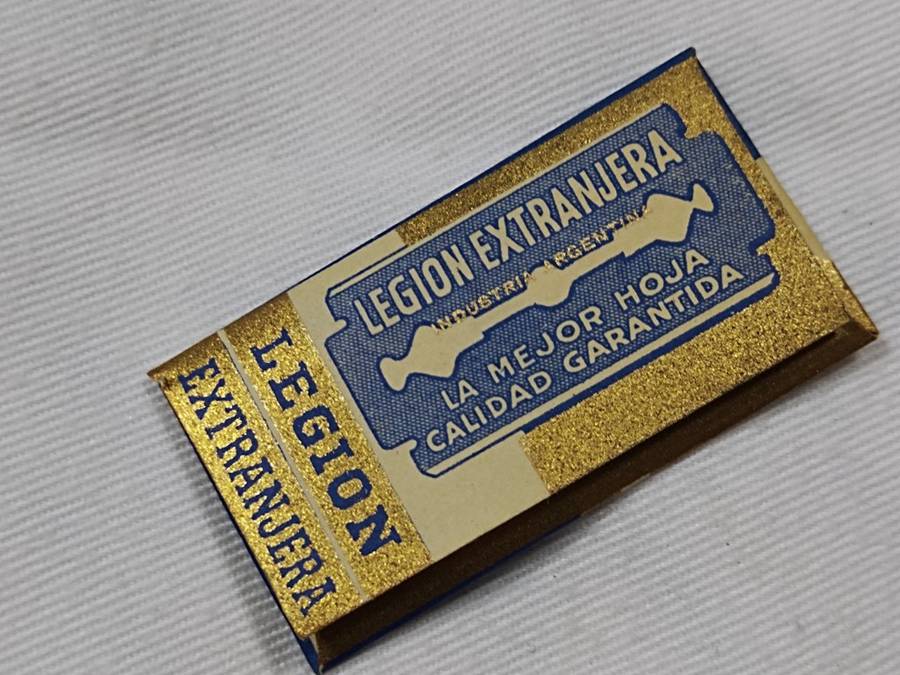 LEGION EXTRANJERA
INDUSTRIA ARGENTINA
LA MEJOR HOJA
CALIDAD GARANTIDA
LEGION
EXTRANJERA